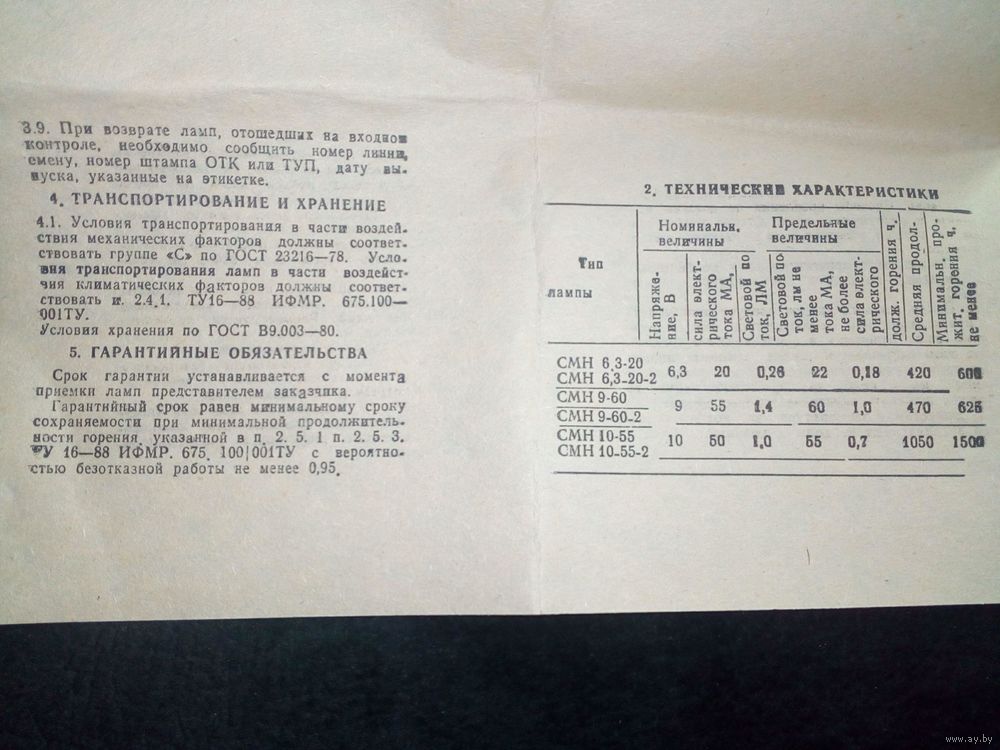 3.9. При возврате ламп, отошедших на входном
контроле, необходимо сообщить номер линии,
смену, номер штампа ОТК или ТУП, дату вы-
пуска, указанные на этикетке.
4. ТРАНСПОРТИРОВАНИЕ И ХРАНЕНИЕ
4.1. Условия транспортирования в части воздей-
ствия механических факторов должны соответ-
ствовать группе «С» по ГОСТ 23216—78. Усло-
вия транспортирования ламп в части воздейст-
вия климатических факторов должны соответ-
ствовать п. 2.4.1. ТУ16—88 ИФМР. 675.100—
001ТУ.
Условия хранения по ГОСТ В9.003—80.
5. ГАРАНТИЙНЫЕ ОБЯЗАТЕЛЬСТВА
Срок гарантии устанавливается с момента
приемки ламп представителем заказчика.
Гарантийный срок равен минимальному сроку
сохраняемости при минимальной продолжитель-
ности горения, указанной в п. 2. 5. 1 п. 2. 5. 3.
ТУ 16—88 ИФМР. 675. 100 001ТУ с вероятно-
стью безотказной работы не менее 0,95.
2. ТЕХНИЧЕСКИЕ ХАРАКТЕРИСТИКИ
Тип
лампы
Номинальн.
величины
Предельные
величины
Напряже-
ние, В
сила элект-
рического
тока МА,
Световой по
ток, ЛМ
Световой по-
ток, лм не
менее
тока МА,
не более
сила элект-
рического
долж. горения ч.
Средняя продол-
Минимальн. про-
жит. горения ч.
не менее
СМН 6,3-20
СМН 6,3-20-2
6,3 20 0,26 22 0,18 420 600
СМН 9-60
СМН 9-60-2
9 55 1,4 60 1,0 470 625
СМН 10-55
СМН 10-55-2
10 50 1,0 55 0,7 1050 1500
www.ay.by